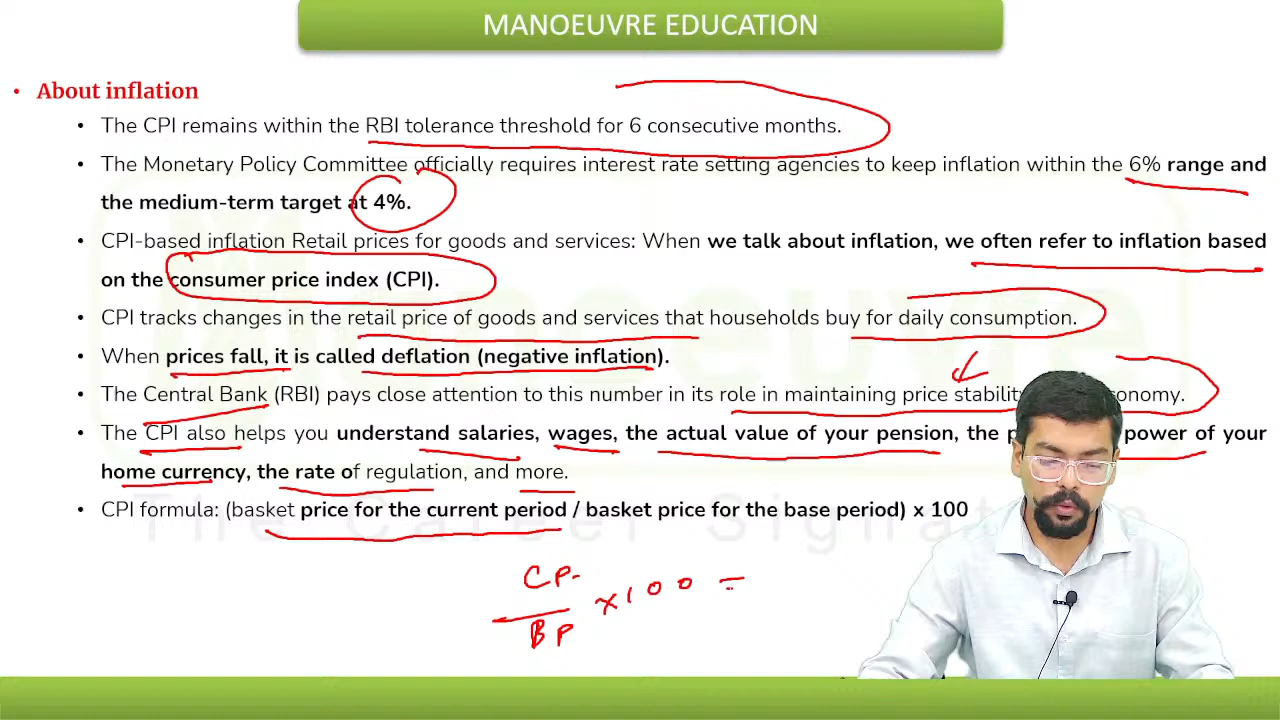 MANOEUVRE EDUCATION
• About inflation
• The CPI remains within the RBI tolerance threshold for 6 consecutive months.
• The Monetary Policy Committee officially requires interest rate setting agencies to keep inflation within the 6% range and
the medium-term target at 4%.
• CPI-based inflation Retail prices for goods and services: When we talk about inflation, we often refer to inflation based
on the consumer price index (CPI).
• CPI tracks changes in the retail price of goods and services that households buy for daily consumption.
• When prices fall, it is called deflation (negative inflation).
• The Central Bank (RBI) pays close attention to this number in its role in maintaining price stability
• The CPI also helps you understand salaries, wages, the actual value of your pension, the power of your
home currency, the rate of regulation, and more.
• CPI formula: (basket price for the current period / basket price for the base period) x 100
CP
BP
x100 =